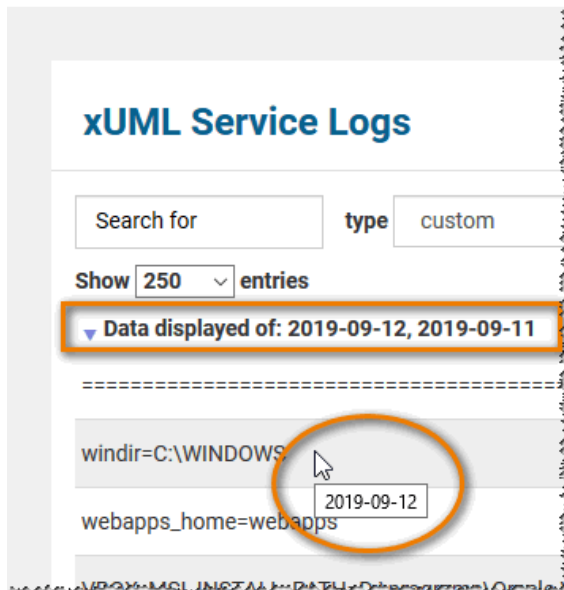 xUML Service Logs
Search for type custom
Show 250 entries
Data displayed of: 2019-09-12, 2019-09-11
==========================================
windir=C:\WINDOWS
2019-09-12
webapps_home=webapps